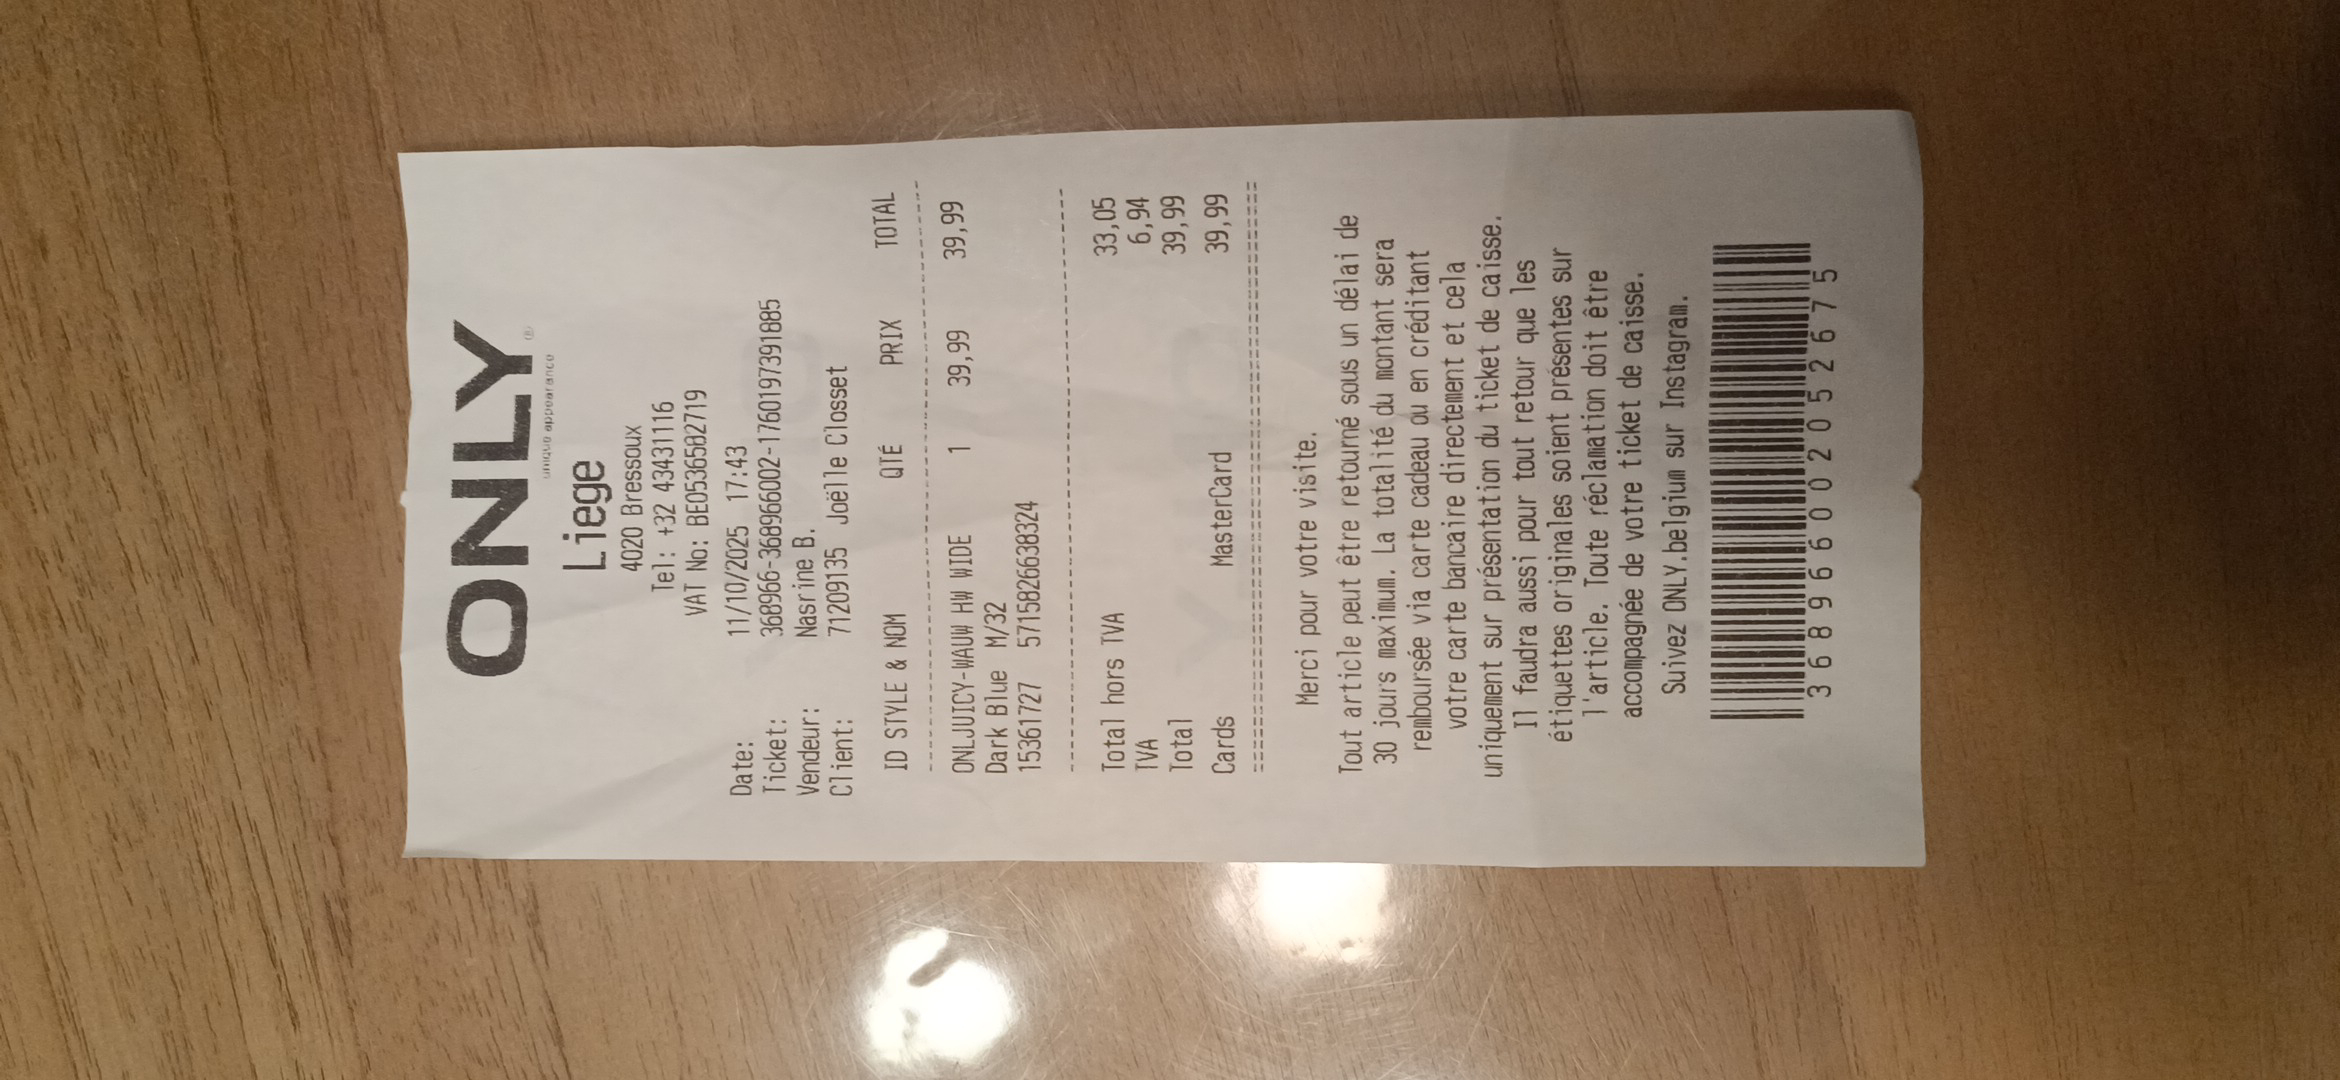 ONLY
unique appearance
Liege
4020 Bressoux
Tel: +32 43431116
VAT No: BE0536582719
Date: 11/10/2025 17:43
Ticket: 368966-368966002-1760197391885
Vendeur: Nasrine B.
Client: 71209135 Joëlle Closset
ID STYLE & NOM QTÉ PRIX TOTAL
ONLJUICY-WAUW HW WIDE 1 39,99 39,99
Dark Blue M/32
15361727 5715826638324
Total hors TVA 33,05
TVA 6,94
Total 39,99
Cards MasterCard 39,99
Merci pour votre visite.
Tout article peut être retourné sous un délai de
30 jours maximum. La totalité du montant sera
remboursée via carte cadeau ou en créditant
votre carte bancaire directement et cela
uniquement sur présentation du ticket de caisse.
Il faudra aussi pour tout retour que les
étiquettes originales soient présentes sur
l'article. Toute réclamation doit être
accompagnée de votre ticket de caisse.
Suivez ONLY.belgium sur Instagram.
368966002052675